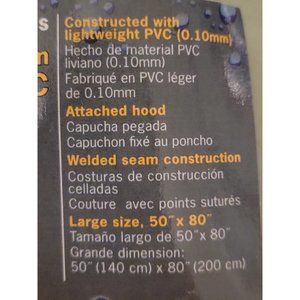 s
Constructed with
lightweight PVC (0.10mm)
Hecho de material PVC
liviano (0.10mm)
Fabriqué en PVC léger
de 0.10mm
Attached hood
Capucha pegada
Capuchon fixé au poncho
Welded seam construction
Costuras de construcción
celladas
Couture avec points suturés
Large size, 50" x 80"
Tamaño largo de 50" x 80"
Grande dimension:
50" (140 cm) x 80" (200 cm)